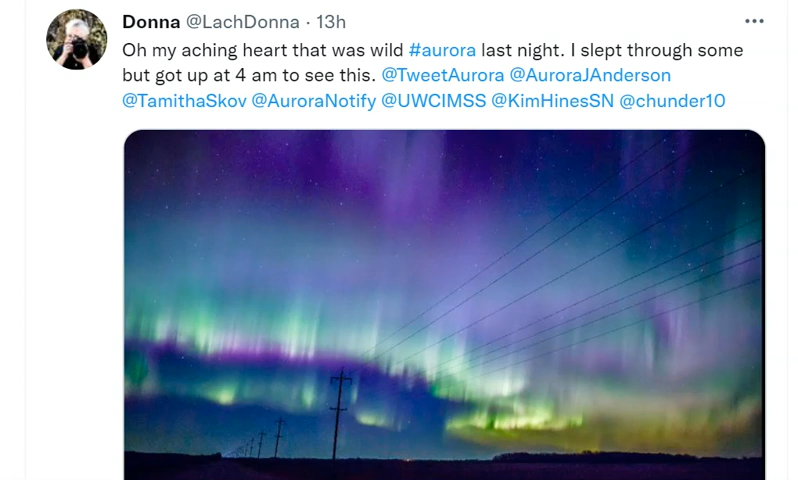 Donna @LachDonna · 13h
Oh my aching heart that was wild #aurora last night. I slept through some
but got up at 4 am to see this. @TweetAurora @AuroraJAnderson
@TamithaSkov @AuroraNotify @UWCIMSS @KimHinesSN @chunder10